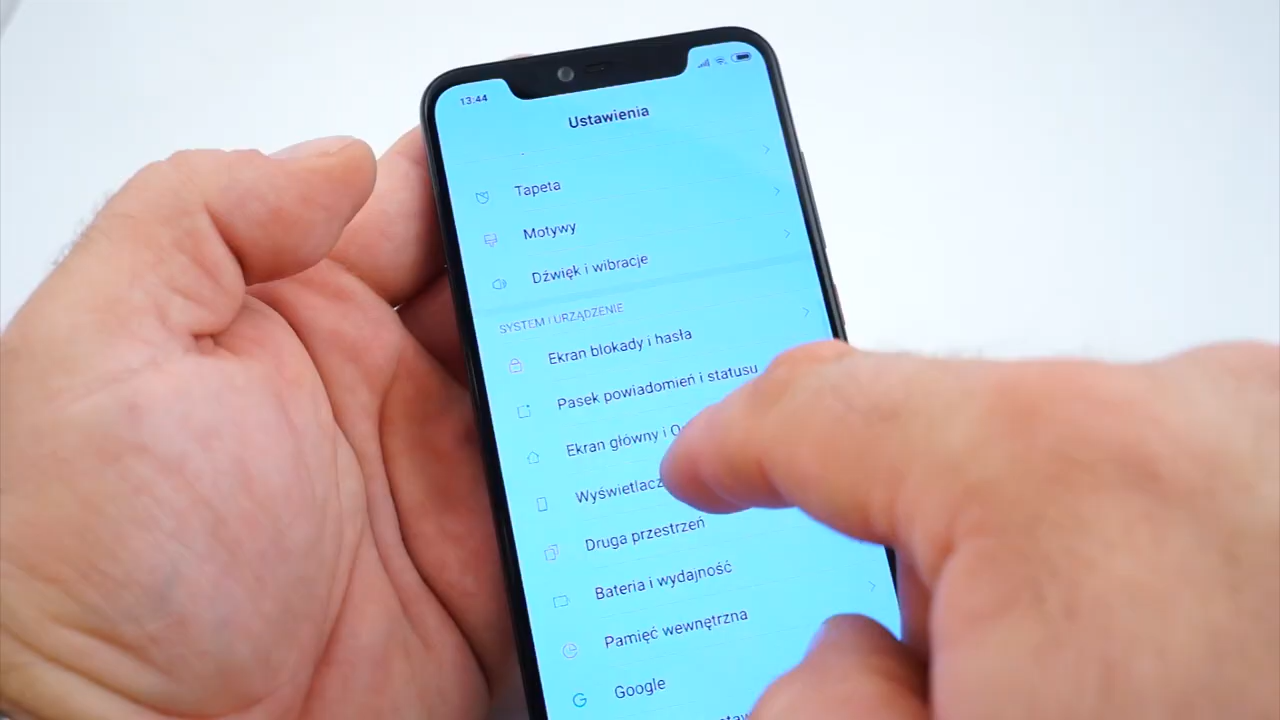 13:44
Ustawienia
Tapeta
Motywy
Dźwięk i wibracje
SYSTEM I URZĄDZENIE
Ekran blokady i hasła
Pasek powiadomień i statusu
Ekran główny i
Druga przestrzeń
Bateria i wydajność
Pamięć wewnętrzna
Google